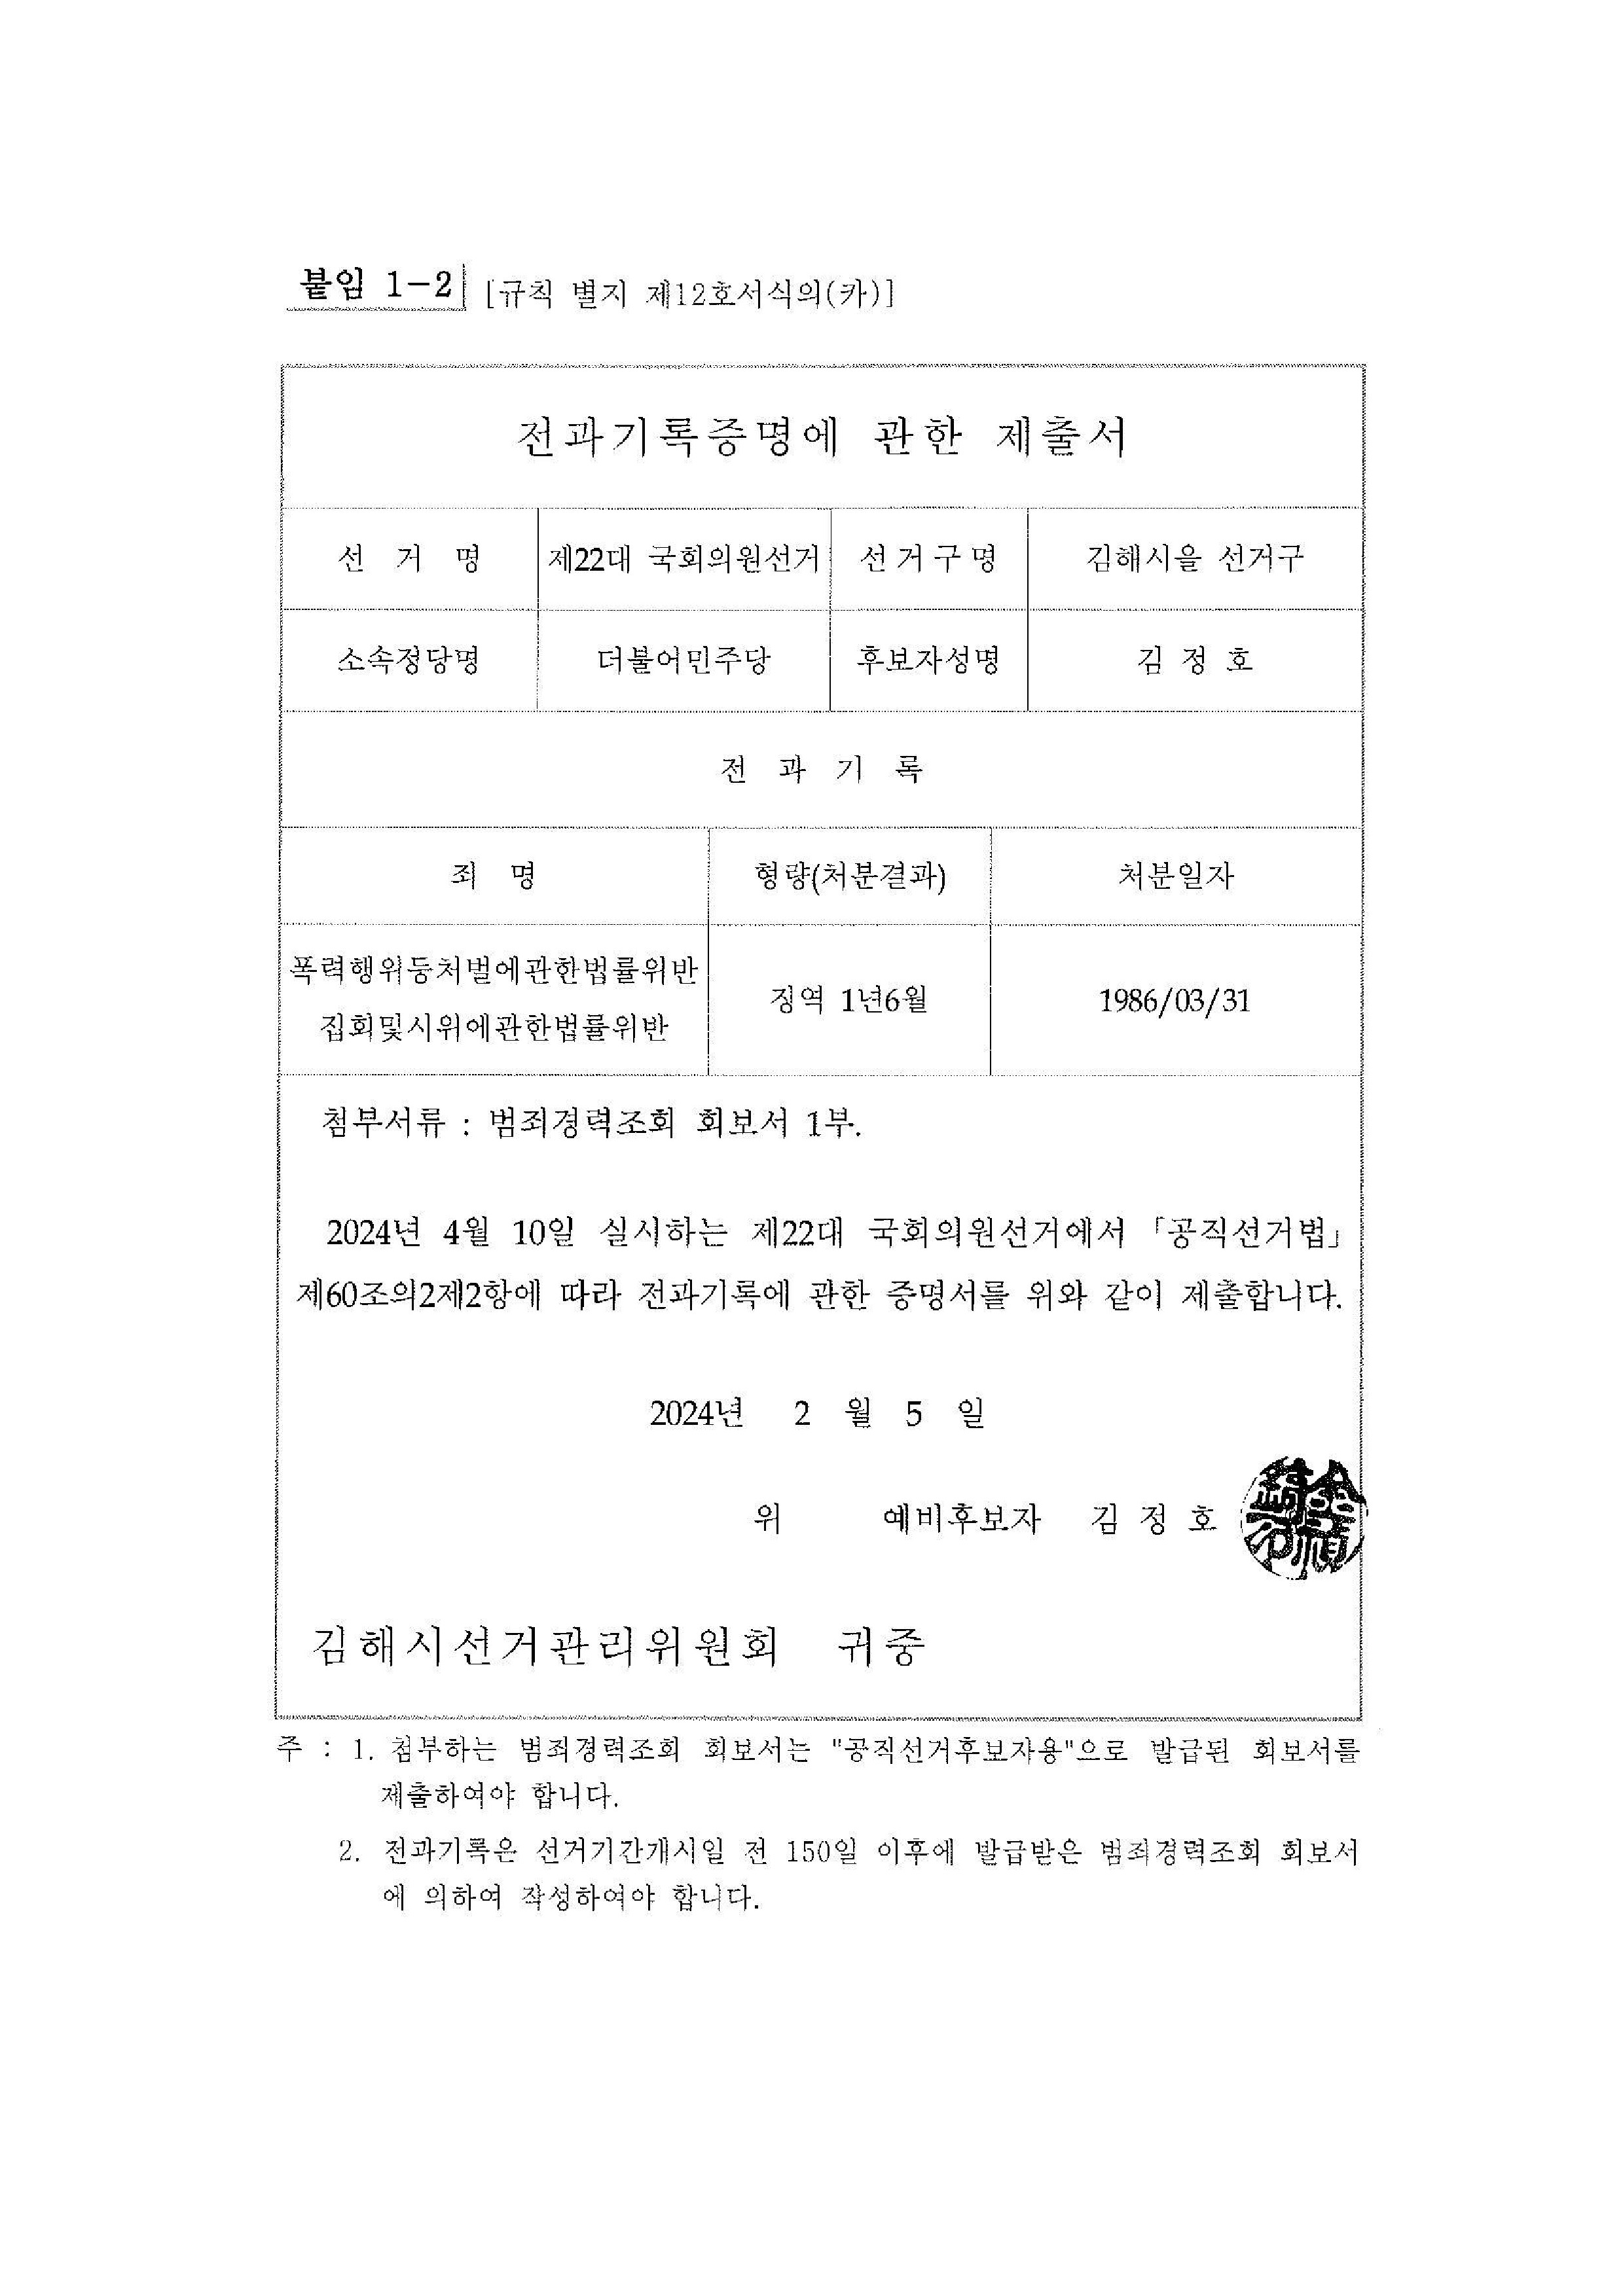 붙임 1-2 [규칙 별지 제12호서식의(카)]
전과기록증명에 관한 제출서
선 거 명 제22대 국회의원선거 선거구명 김해시을 선거구
소속정당명 더불어민주당 후보자성명 김 정 호
전 과 기 록
죄 명 형량(처분결과) 처분일자
폭력행위등처벌에관한법률위반
집회및시위에관한법률위반
징역 1년6월 1986/03/31
첨부서류 : 범죄경력조회 회보서 1부.
2024년 4월 10일 실시하는 제22대 국회의원선거에서 「공직선거법」
제60조의2제2항에 따라 전과기록에 관한 증명서를 위와 같이 제출합니다.
2024년 2 월 5 일
위 예비후보자 김 정 호
김해시선거관리위원회 귀중
주 : 1. 첨부하는 범죄경력조회 회보서는 "공직선거후보자용"으로 발급된 회보서를
제출하여야 합니다.
2. 전과기록은 선거기간개시일 전 150일 이후에 발급받은 범죄경력조회 회보서
에 의하여 작성하여야 합니다.